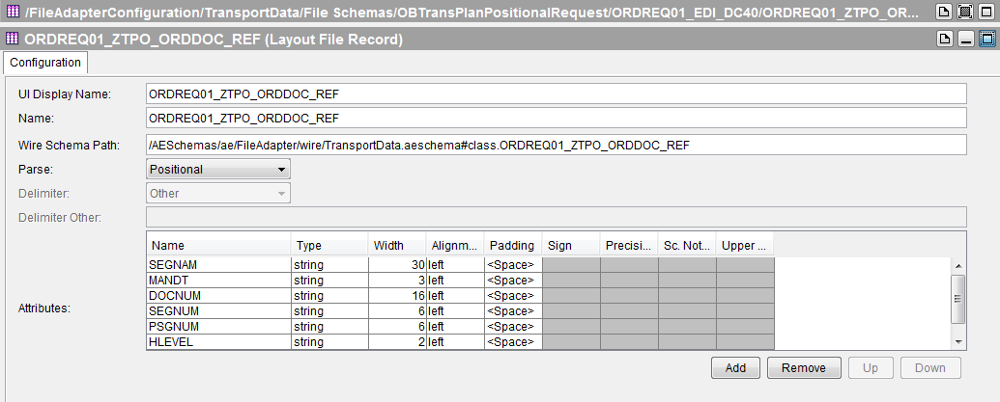 /FileAdapterConfiguration/TransportData/File Schemas/OBTransPlanPositionalRequest/ORDREQ01_EDI_DC40/ORDREQ01_ZTPO_OR...
ORDREQ01_ZTPO_ORDDOC_REF (Layout File Record)
Configuration
UI Display Name: ORDREQ01_ZTPO_ORDDOC_REF
Name: ORDREQ01_ZTPO_ORDDOC_REF
Wire Schema Path: /AESchemas/ae/FileAdapter/wire/TransportData.aeschema#class.ORDREQ01_ZTPO_ORDDOC_REF
Parse: Positional
Delimiter: Other
Delimiter Other:
Attributes:
Name Type Width Alignm... Padding Sign Precisi... Sc. Not... Upper ...
SEGNAM string 30 left <Space>
MANDT string 3 left <Space>
DOCNUM string 16 left <Space>
SEGNUM string 6 left <Space>
PSGNUM string 6 left <Space>
HLEVEL string 2 left <Space>
Add Remove Up Down